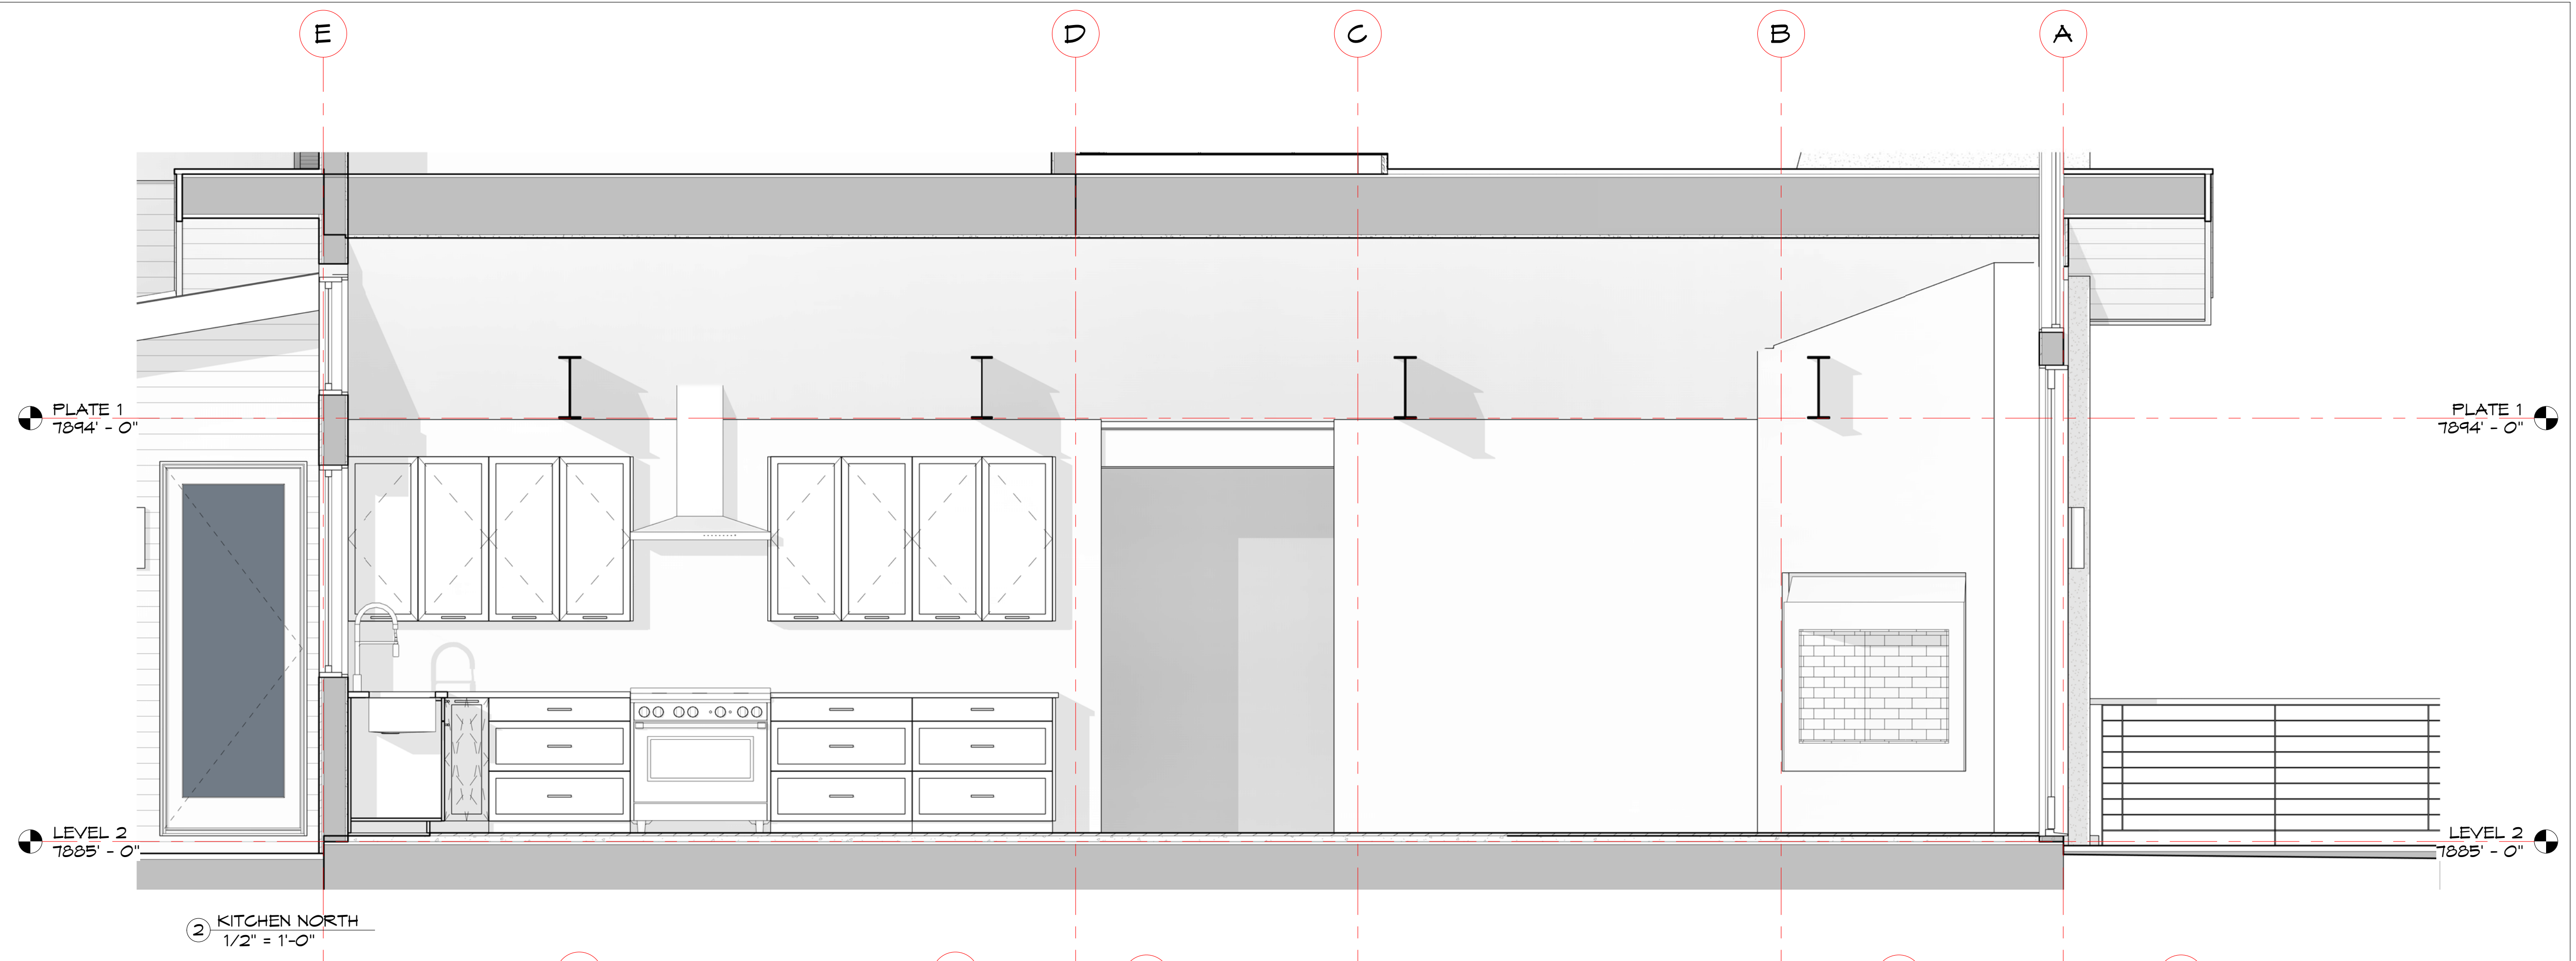 E
D
C
B
A
PLATE 1
7894' - 0"
PLATE 1
7894' - 0"
LEVEL 2
7885' - 0"
LEVEL 2
7885' - 0"
2
KITCHEN NORTH
1/2" = 1'-0"